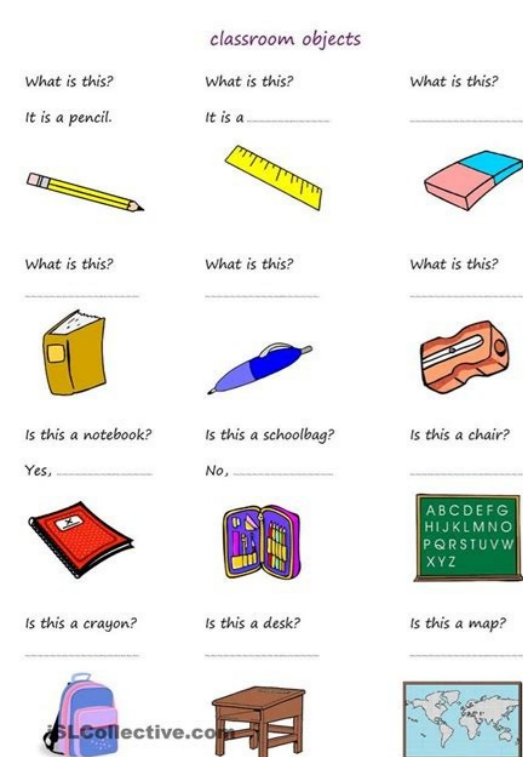 classroom objects
What is this? What is this? What is this?
It is a pencil. It is a
What is this? What is this? What is this?
Is this a notebook? Is this a schoolbag? Is this a chair?
Yes, No,
ABCDEFG
HIJKLMNO
PQRSTUVW
XYZ
Is this a crayon? Is this a desk? Is this a map?
iSLCollective.com